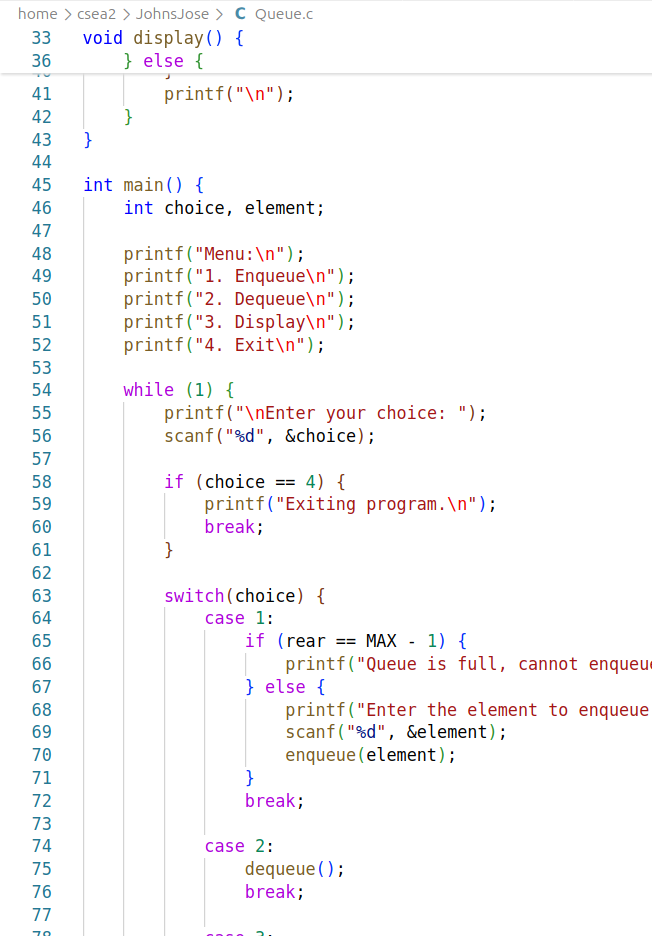 home > csea2 > JohnsJose > C Queue.c
33 void display() {
36     } else {
41         printf("\n");
42     }
43 }
44
45 int main() {
46     int choice, element;
47
48     printf("Menu:\n");
49     printf("1. Enqueue\n");
50     printf("2. Dequeue\n");
51     printf("3. Display\n");
52     printf("4. Exit\n");
53
54     while (1) {
55         printf("\nEnter your choice: ");
56         scanf("%d", &choice);
57
58         if (choice == 4) {
59             printf("Exiting program.\n");
60             break;
61         }
62
63         switch(choice) {
64             case 1:
65                 if (rear == MAX - 1) {
66                     printf("Queue is full, cannot enqueue
67                 } else {
68                     printf("Enter the element to enqueue
69                     scanf("%d", &element);
70                     enqueue(element);
71                 }
72                 break;
73
74             case 2:
75                 dequeue();
76                 break;
77